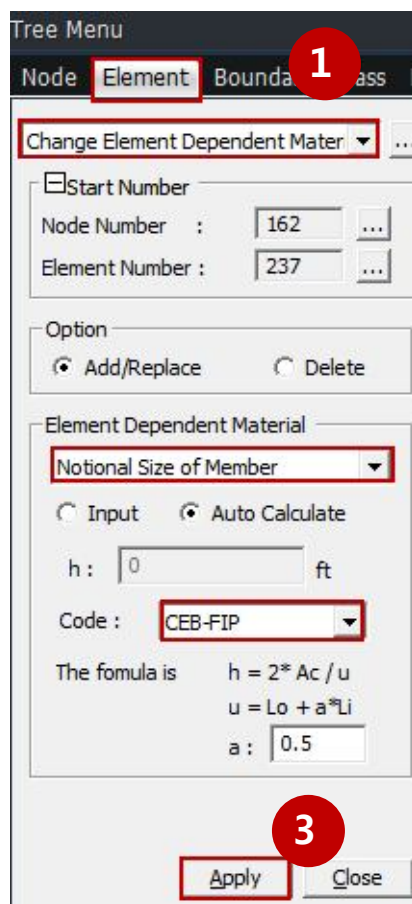 Tree Menu
Node Element Bounda 1 ass
Change Element Dependent Mater ...
Start Number
Node Number : 162 ...
Element Number : 237 ...
Option
Add/Replace Delete
Element Dependent Material
Notional Size of Member
Input Auto Calculate
h : 0 ft
Code : CEB-FIP
The fomula is h = 2* Ac / u
u = Lo + a*Li
a : 0.5
3
Apply Close